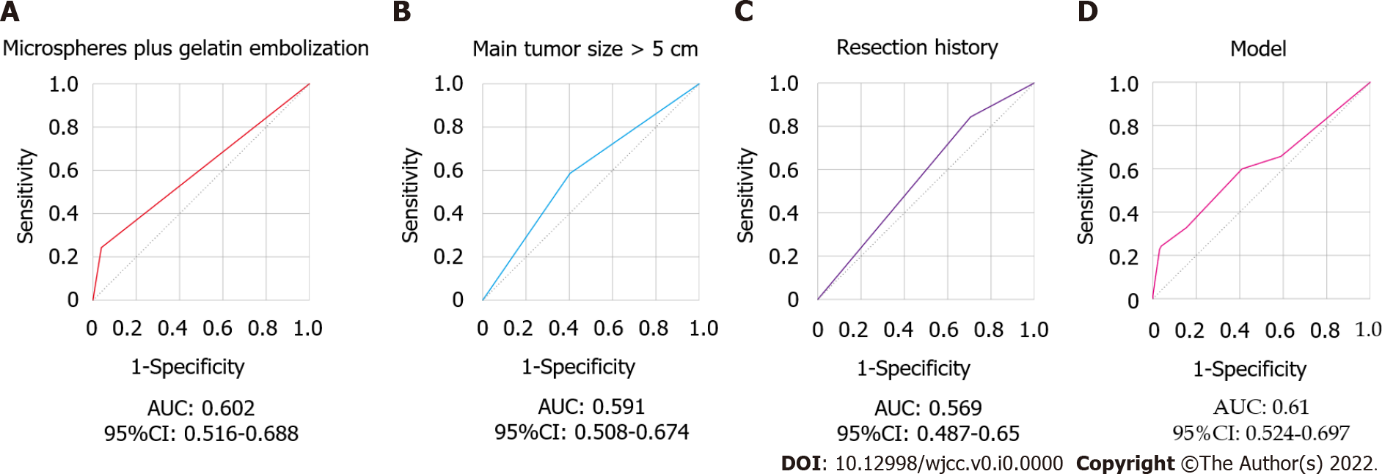 A
Microspheres plus gelatin embolization
1.0
0.8
0.6
0.4
0.2
0
Sensitivity
0 0.2 0.4 0.6 0.8 1.0
1-Specificity
AUC: 0.602
95%CI: 0.516-0.688
B
Main tumor size > 5 cm
1.0
0.8
0.6
0.4
0.2
0
Sensitivity
0 0.2 0.4 0.6 0.8 1.0
1-Specificity
AUC: 0.591
95%CI: 0.508-0.674
C
Resection history
1.0
0.8
0.6
0.4
0.2
0
Sensitivity
0 0.2 0.4 0.6 0.8 1.0
1-Specificity
AUC: 0.569
95%CI: 0.487-0.65
D
Model
1.0
0.8
0.6
0.4
0.2
0
Sensitivity
0 0.2 0.4 0.6 0.8 1.0
1-Specificity
AUC: 0.61
95%CI: 0.524-0.697
DOI: 10.12998/wjcc.v0.i0.0000 Copyright ©The Author(s) 2022.